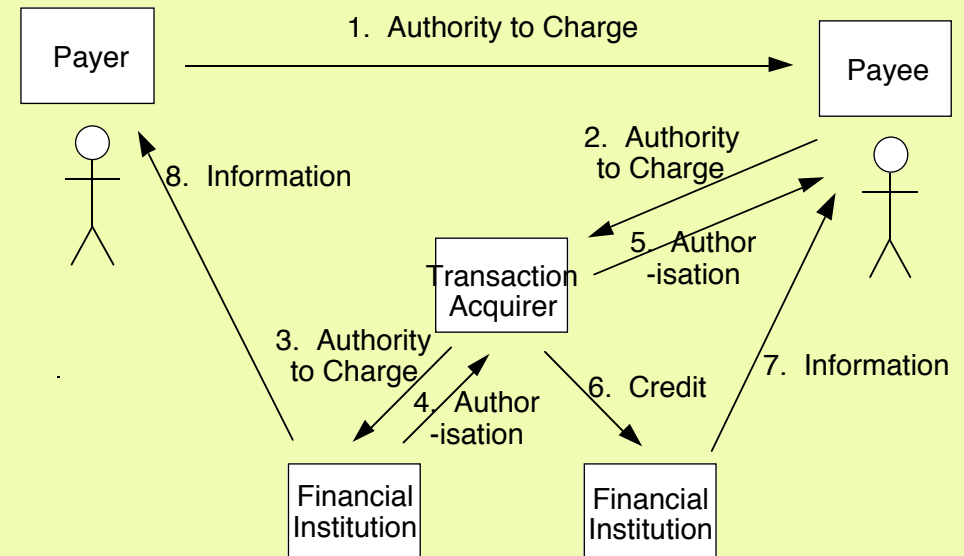 1. Authority to Charge
Payer
Payee
2. Authority
to Charge
8. Information
5. Author
-isation
Transaction
Acquirer
3. Authority
to Charge
7. Information
6. Credit
4. Author
-isation
Financial
Institution
Financial
Institution